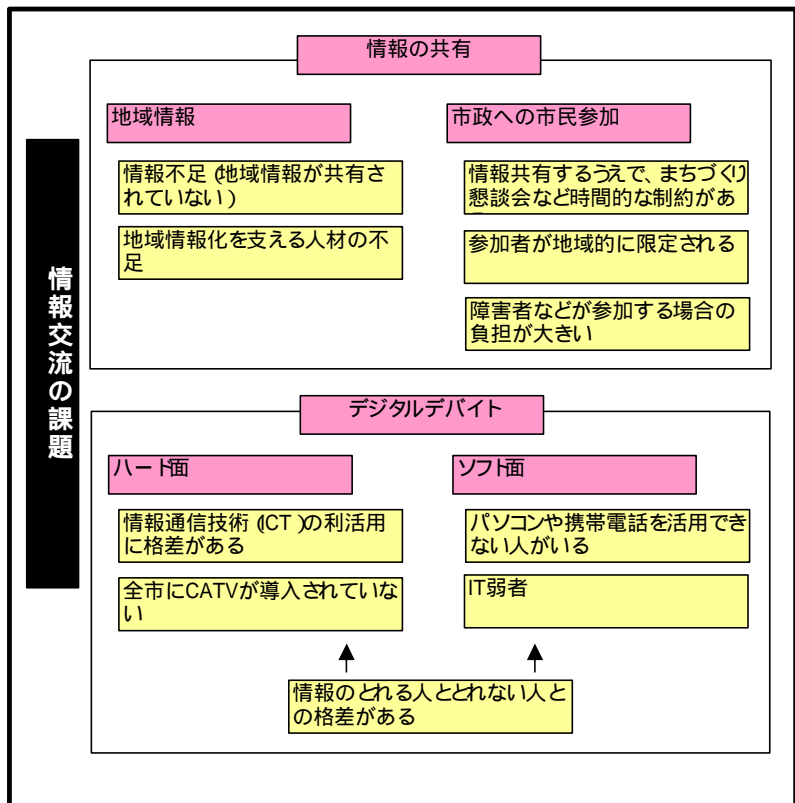 情報交流の課題
情報の共有
地域情報
情報不足(地域情報が共有さ
れていない)
地域情報化を支える人材の不
足
市政への市民参加
情報共有するうえで、まちづくり
懇談会など時間的な制約があ
参加者が地域的に限定される
障害者などが参加する場合の
負担が大きい
デジタルデバイト
ハード面
情報通信技術(ICT)の利活用
に格差がある
全市にCATVが導入されていな
い
ソフト面
パソコンや携帯電話を活用でき
ない人がいる
IT弱者
情報のとれる人ととれない人と
の格差がある